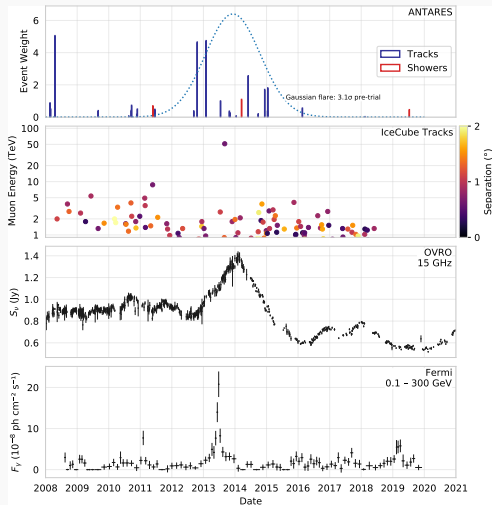 ANTARES
Event Weight
6
4
2
0
Tracks
Showers
Gaussian flare: 3.1σ pre-trial
IceCube Tracks
Muon Energy (TeV)
100
50
20
10
5
2
1
2
1
0
Separation (°)
OVRO
15 GHz
Sν (Jy)
1.4
1.2
1.0
0.8
0.6
Fermi
0.1 – 300 GeV
Fγ (10⁻⁸ ph cm⁻² s⁻¹)
20
10
0
2008 2009 2010 2011 2012 2013 2014 2015 2016 2017 2018 2019 2020 2021
Date